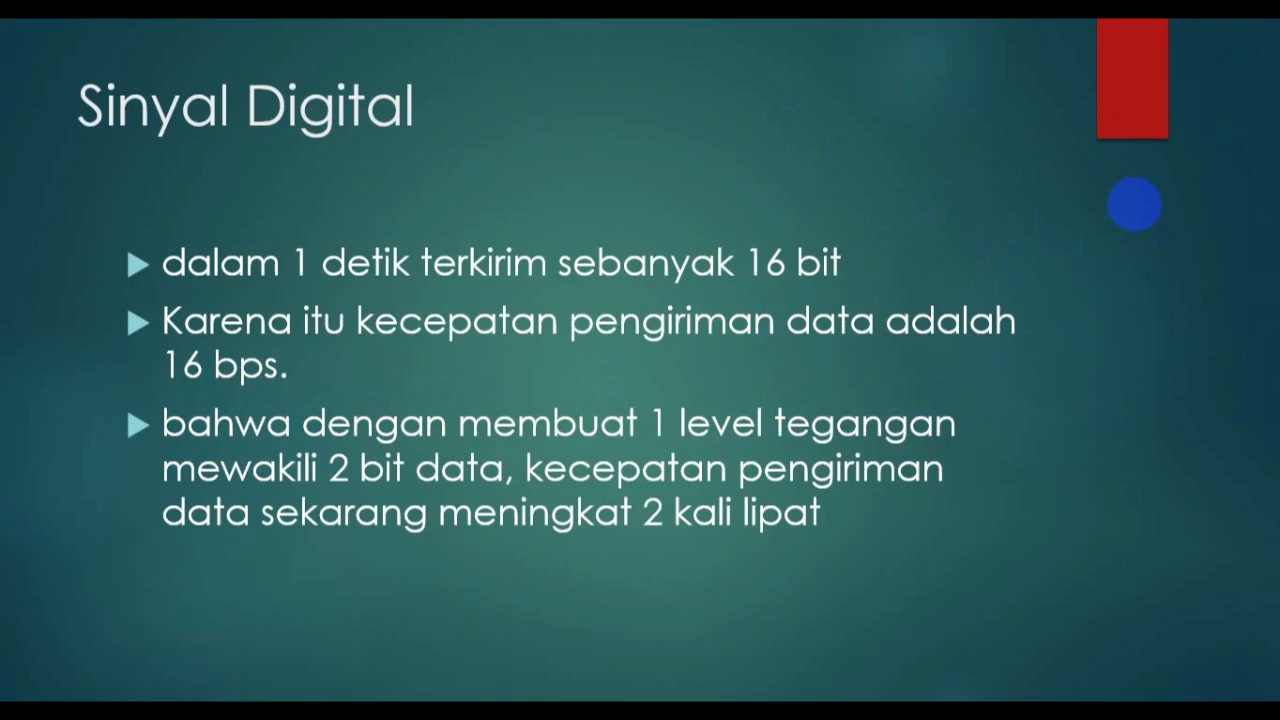 Sinyal Digital
dalam 1 detik terkirim sebanyak 16 bit
Karena itu kecepatan pengiriman data adalah
16 bps.
bahwa dengan membuat 1 level tegangan
mewakili 2 bit data, kecepatan pengiriman
data sekarang meningkat 2 kali lipat